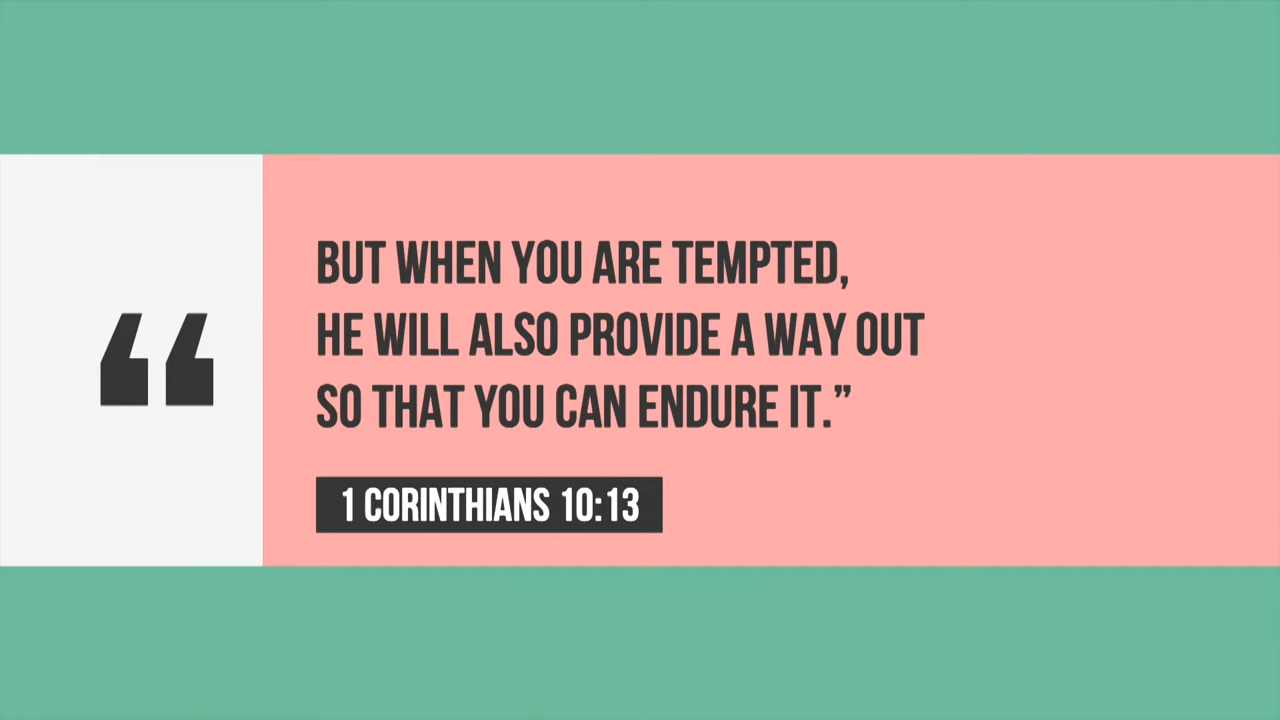 “
BUT WHEN YOU ARE TEMPTED,
HE WILL ALSO PROVIDE A WAY OUT
SO THAT YOU CAN ENDURE IT.”
1 CORINTHIANS 10:13